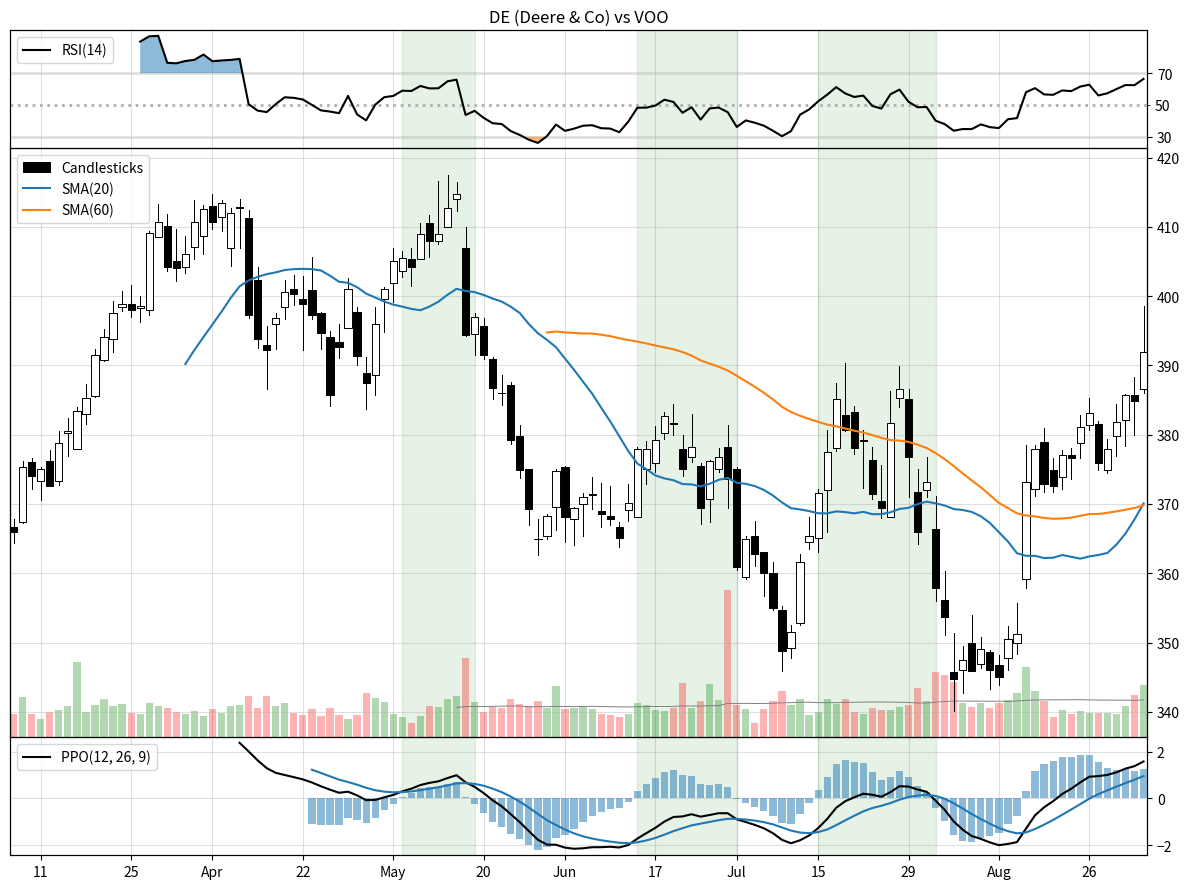 DE (Deere & Co) vs VOO
RSI(14)
70
50
30
Candlesticks
SMA(20)
SMA(60)
420
410
400
390
380
370
360
350
340
PPO(12, 26, 9)
2
0
−2
11 25 Apr 22 May 20 Jun 17 Jul 15 29 Aug 26